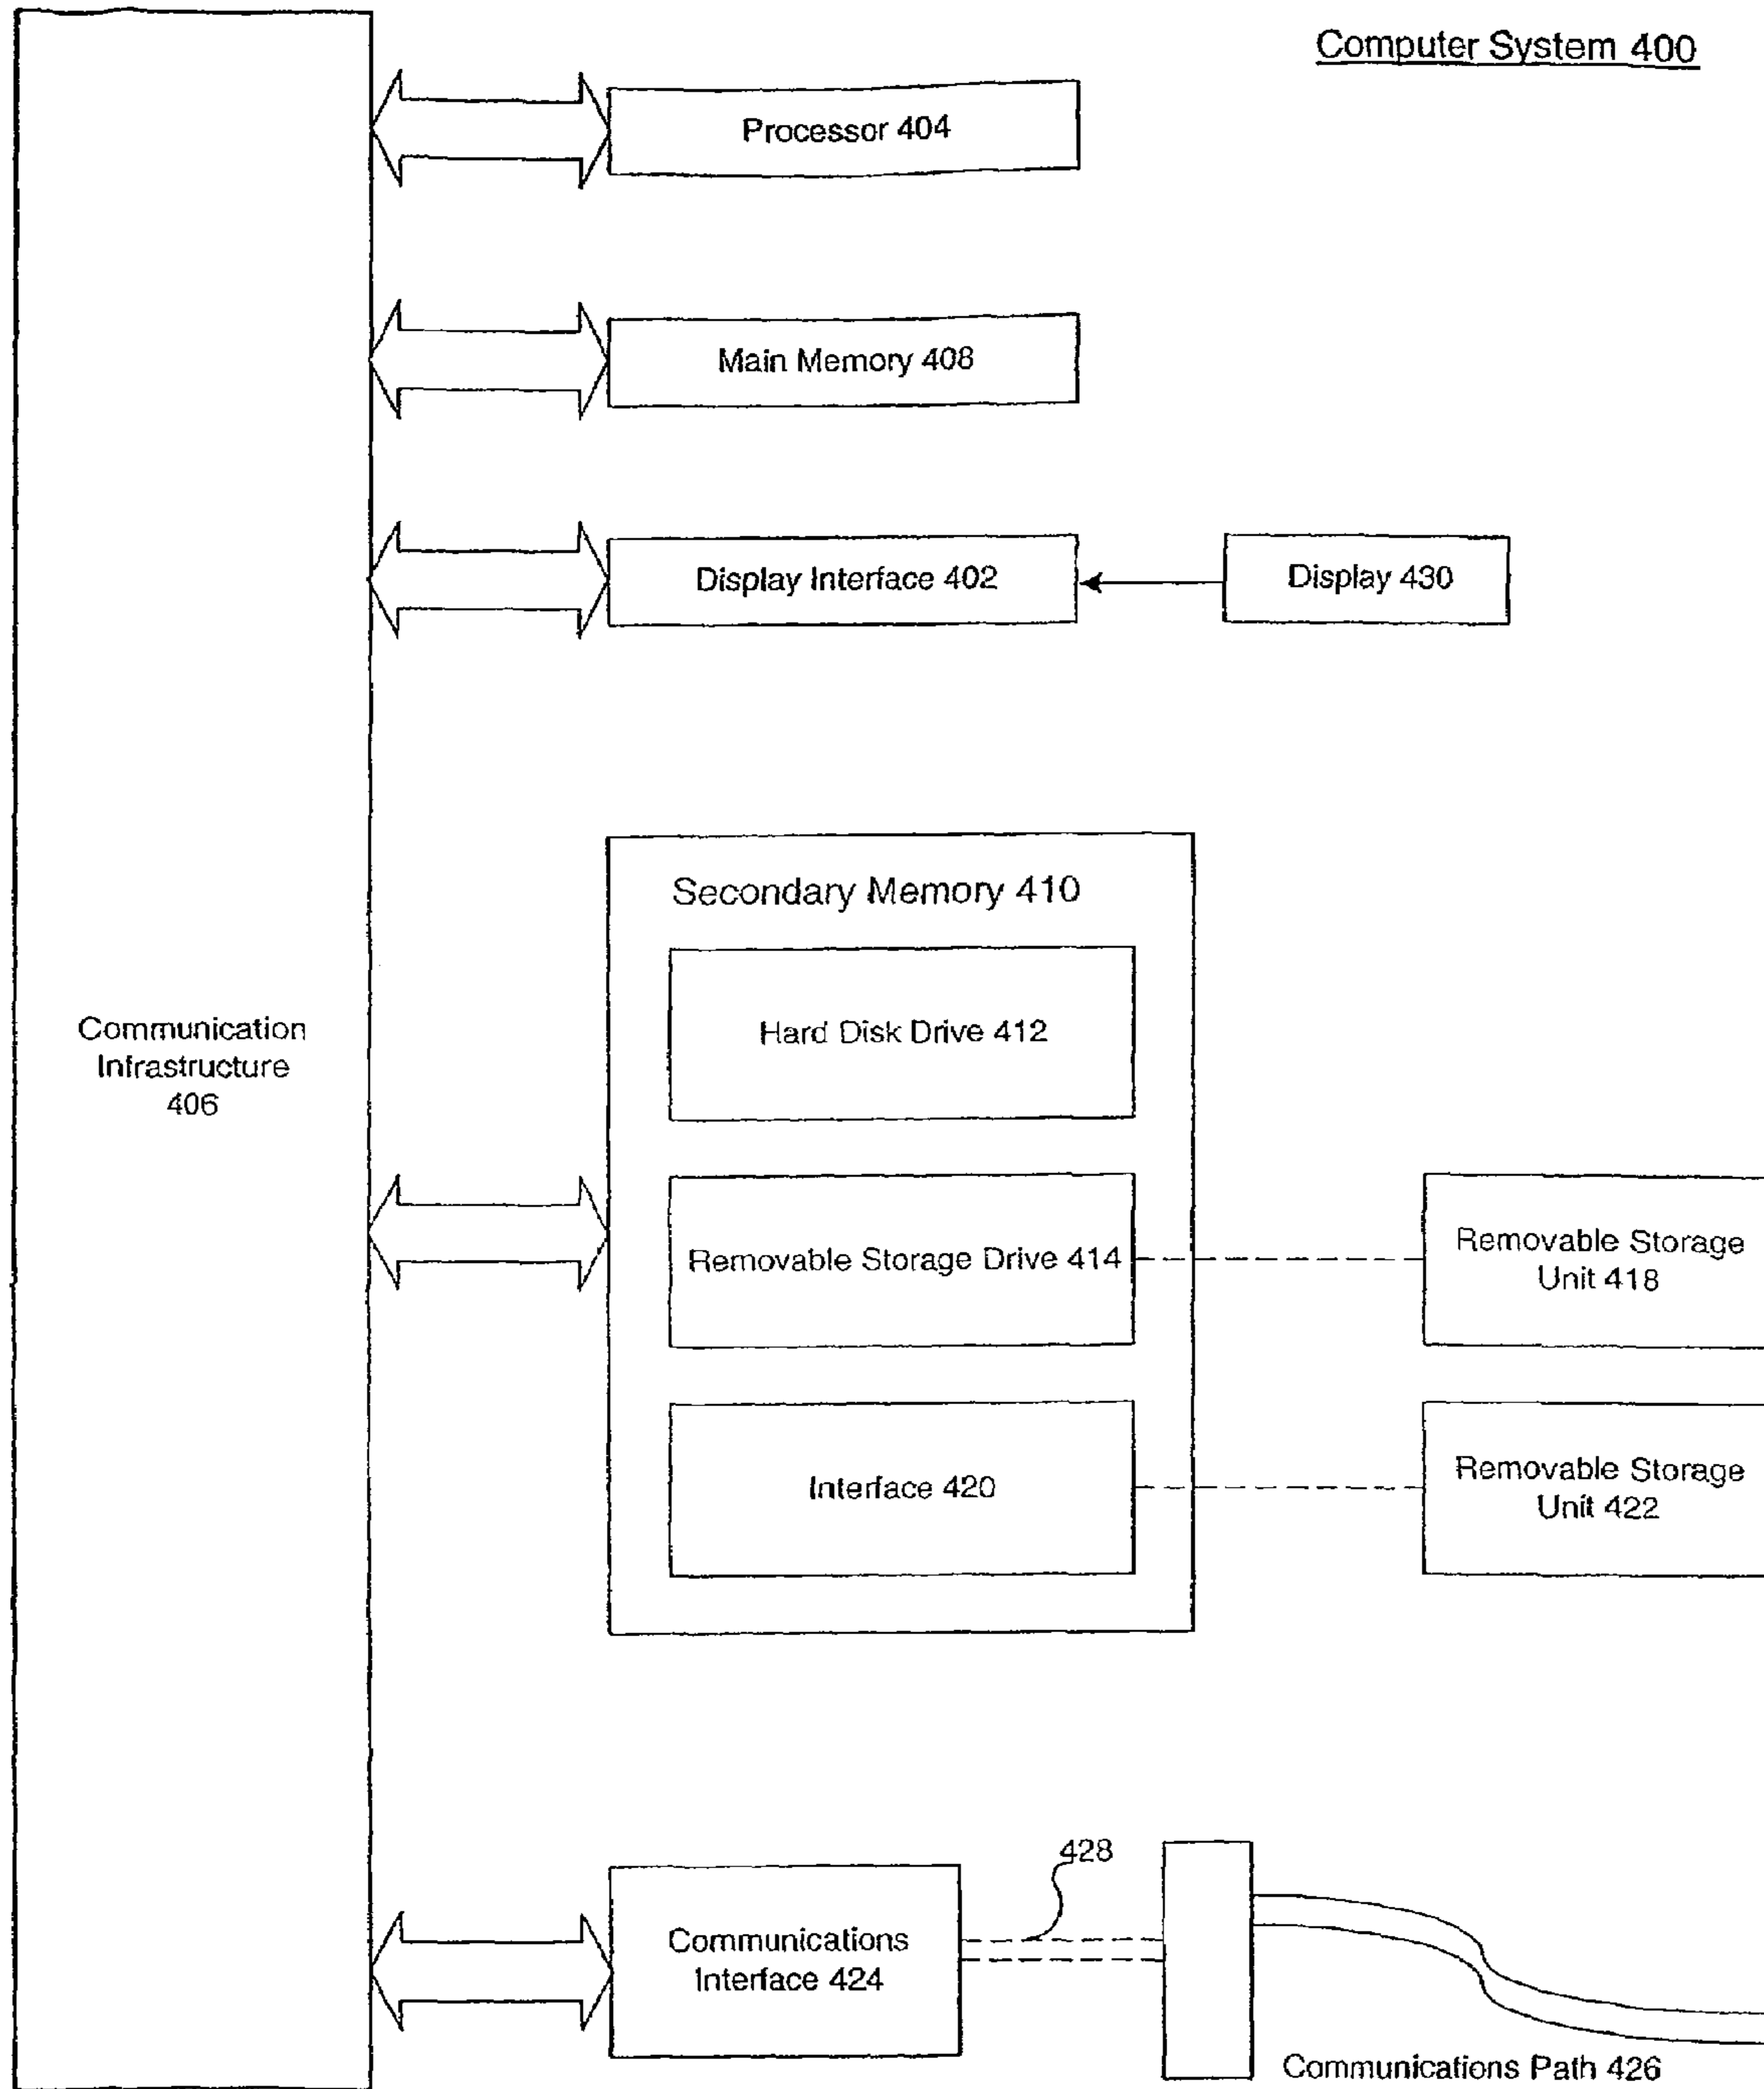 Computer System 400
Processor 404
Main Memory 408
Display Interface 402
Display 430
Secondary Memory 410
Hard Disk Drive 412
Communication
Infrastructure
406
Removable Storage Drive 414
Removable Storage
Unit 418
Interface 420
Removable Storage
Unit 422
428
Communications
Interface 424
Communications Path 426